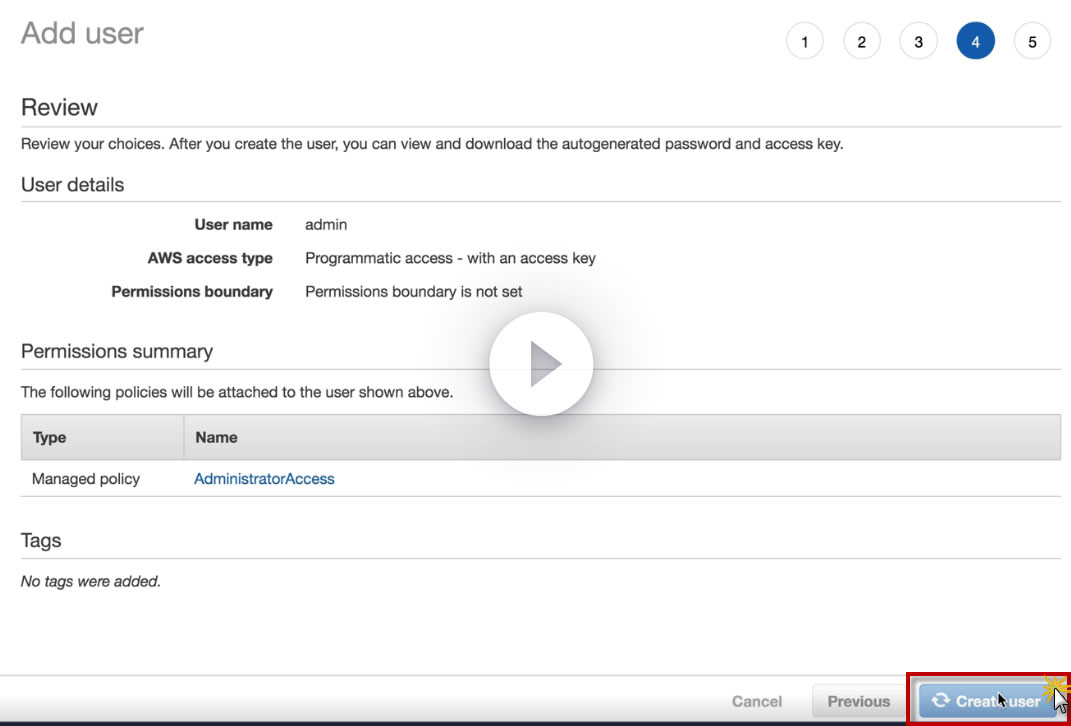 Add user
1 2 3 4 5
Review
Review your choices. After you create the user, you can view and download the autogenerated password and access key.
User details
User name admin
AWS access type Programmatic access - with an access key
Permissions boundary Permissions boundary is not set
Permissions summary
The following policies will be attached to the user shown above.
Type Name
Managed policy AdministratorAccess
Tags
No tags were added.
Cancel Previous Create user